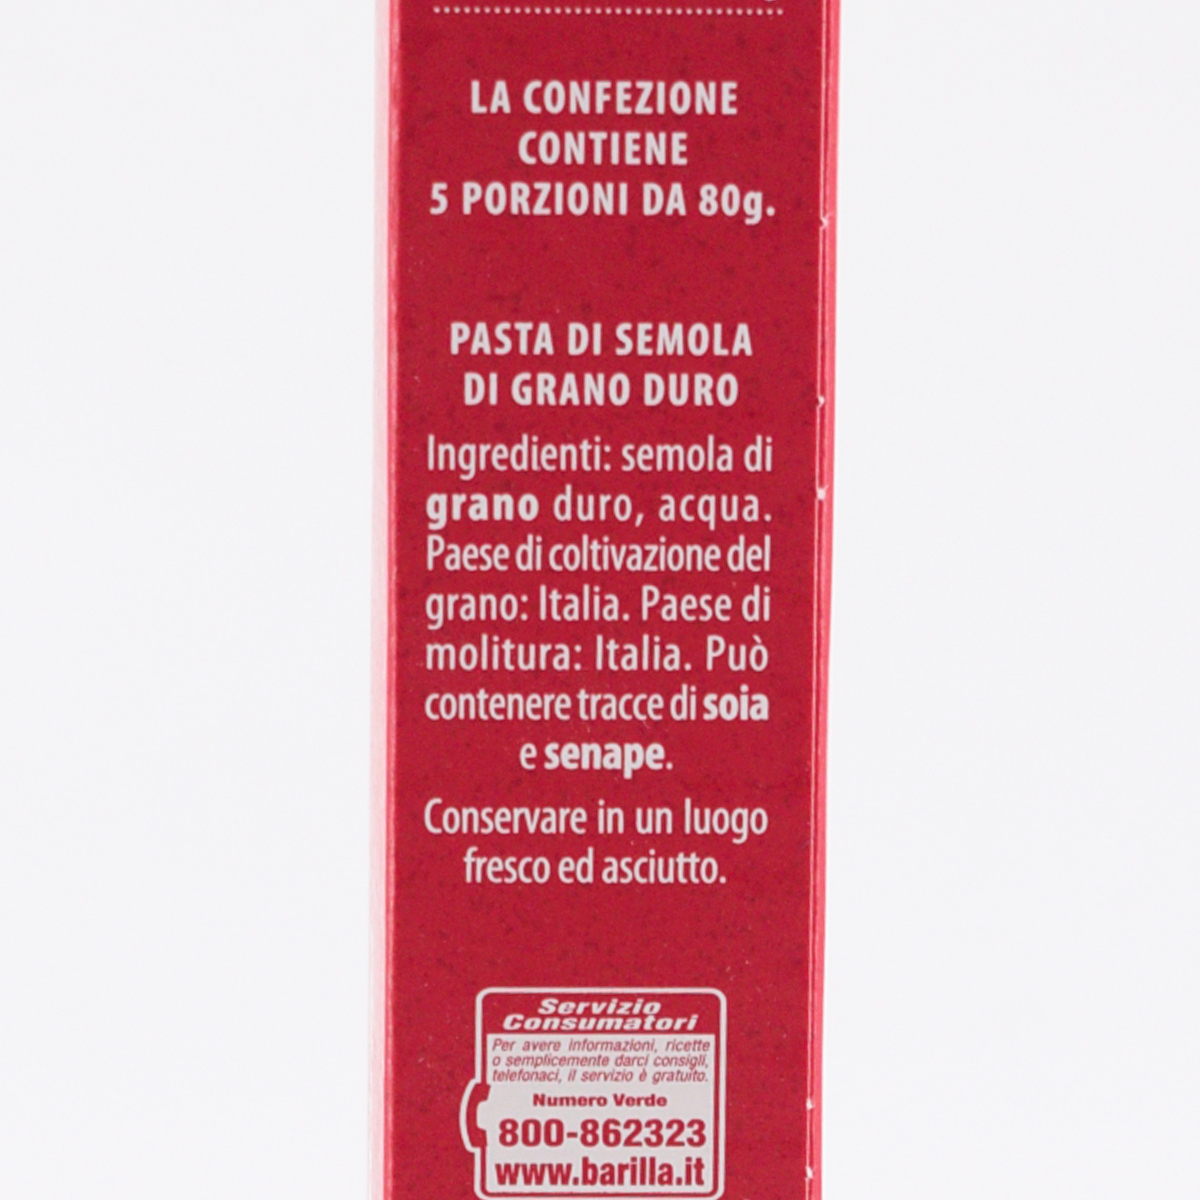 LA CONFEZIONE
CONTIENE
5 PORZIONI DA 80g.
PASTA DI SEMOLA
DI GRANO DURO
Ingredienti: semola di
grano duro, acqua.
Paese di coltivazione del
grano: Italia. Paese di
molitura: Italia. Può
contenere tracce di soia
e senape.
Conservare in un luogo
fresco ed asciutto.
Servizio
Consumatori
Per avere informazioni, ricette
o semplicemente darci consigli,
telefonaci, il servizio è gratuito.
Numero Verde
800-862323
www.barilla.it